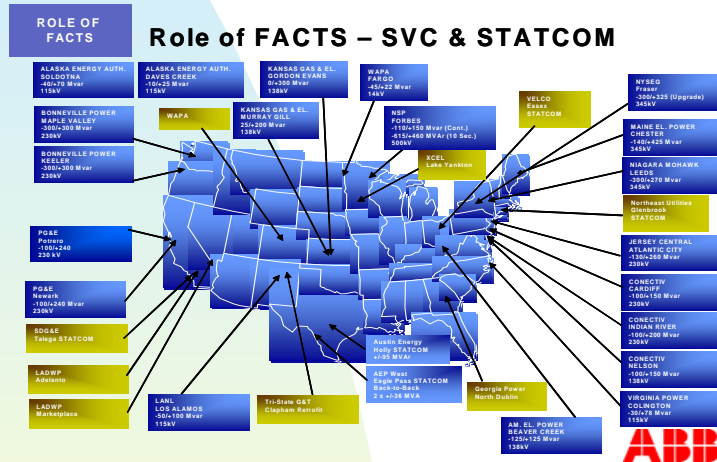 ROLE OF
FACTS
Role of FACTS – SVC & STATCOM
ALASKA ENERGY AUTH.
SOLDOTNA
-40/+70 Mvar
115kV
ALASKA ENERGY AUTH.
DAVES CREEK
-10/+25 Mvar
115kV
KANSAS GAS & EL.
GORDON EVANS
0/+300 Mvar
138kV
WAPA
FARGO
-45/+22 Mvar
14kV
NYSEG
Fraser
-300/+325 (Upgrade)
345kV
BONNEVILLE POWER
MAPLE VALLEY
-300/+300 Mvar
230kV
WAPA
KANSAS GAS & EL.
MURRAY GILL
25/+200 Mvar
138kV
NSP
FORBES
-110/+150 Mvar (Cont.)
-615/+460 MVAr (10 Sec.)
500kV
VELCO
Essex
STATCOM
MAINE EL. POWER
CHESTER
-140/+425 Mvar
345kV
BONNEVILLE POWER
KEELER
-300/+300 Mvar
230kV
XCEL
Lake Yankton
NIAGARA MOHAWK
LEEDS
-300/+270 Mvar
345kV
Northeast Utilities
Glenbrook
STATCOM
PG&E
Potrero
-100/+240
230 kV
JERSEY CENTRAL
ATLANTIC CITY
-130/+260 Mvar
230kV
PG&E
Newark
-100/+240 Mvar
230kV
CONECTIV
CARDIFF
-100/+150 Mvar
230kV
SDG&E
Talega STATCOM
CONECTIV
INDIAN RIVER
-100/+200 Mvar
230kV
Austin Energy
Holly STATCOM
+/-95 MVAr
LADWP
Adelanto
AEP West
Eagle Pass STATCOM
Back-to-Back
2 x +/-36 MVA
CONECTIV
NELSON
-100/+150 Mvar
138kV
LADWP
Marketplace
LANL
LOS ALAMOS
-50/+100 Mvar
115kV
Tri-State G&T
Clapham Retrofit
Georgia Power
North Dublin
VIRGINIA POWER
COLINGTON
-30/+78 Mvar
115kV
AM. EL. POWER
BEAVER CREEK
-125/+125 Mvar
138kV
ABB